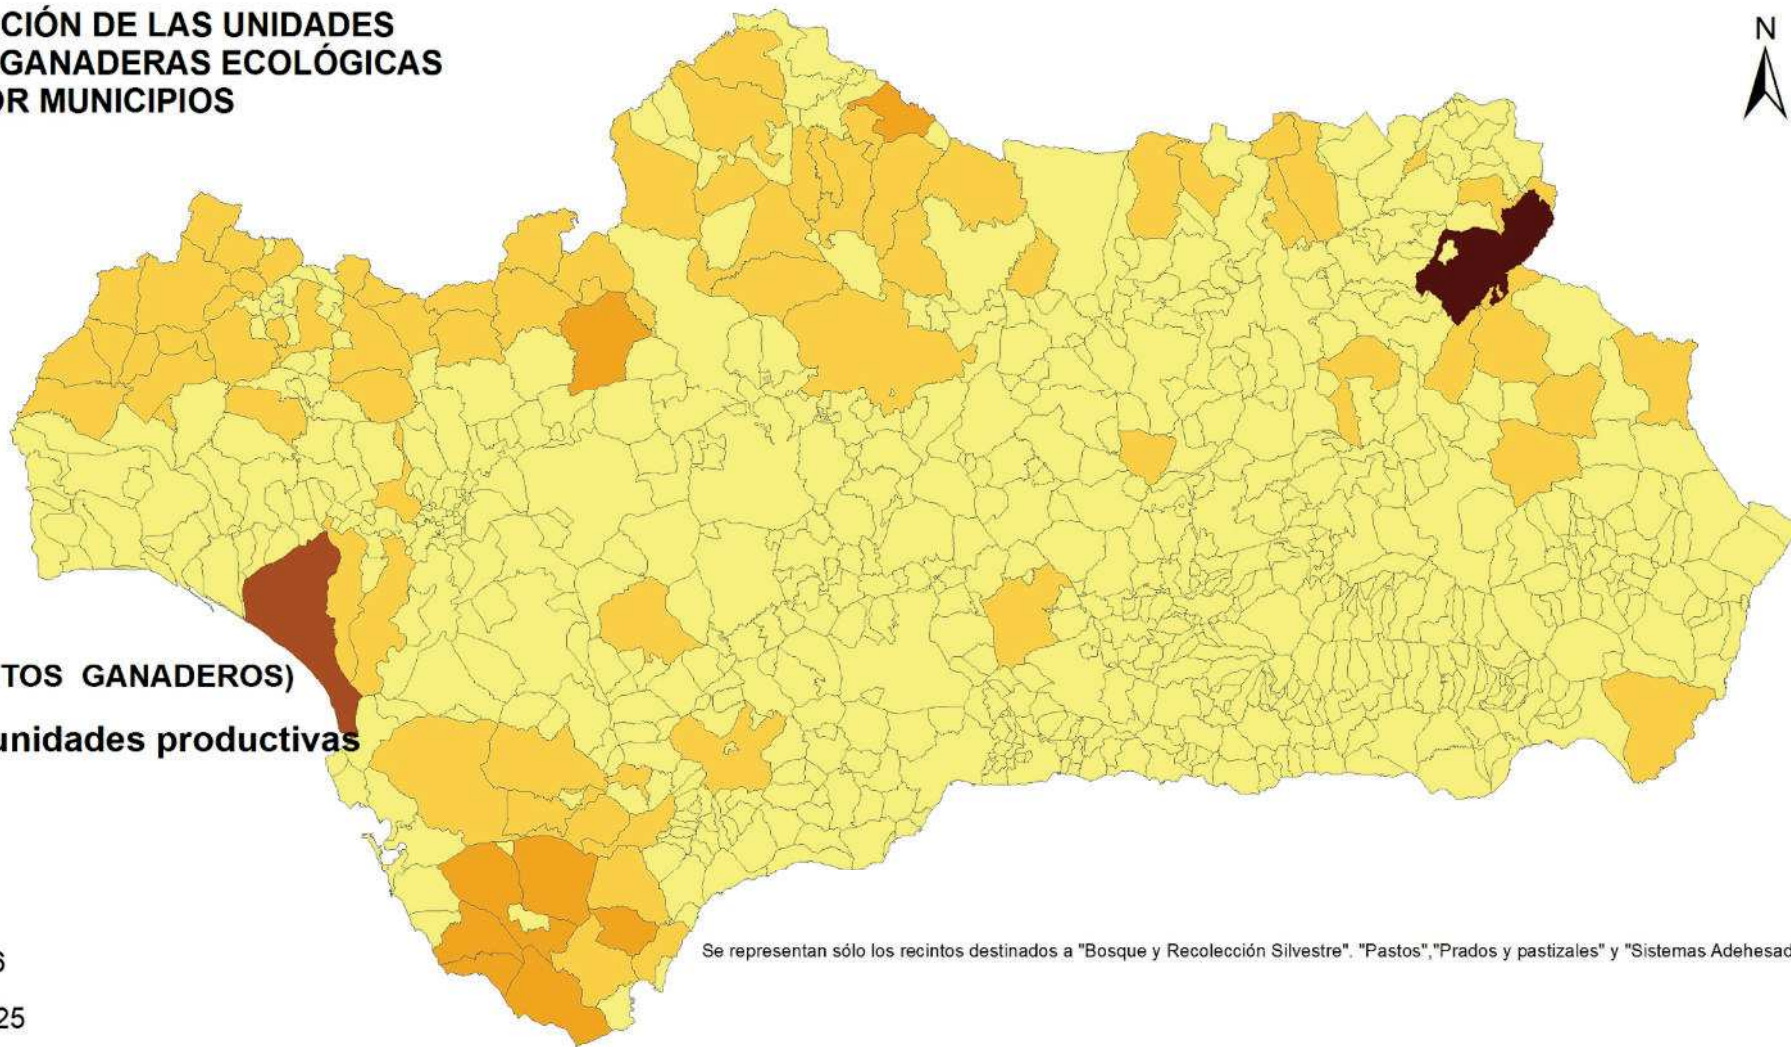 CIÓN DE LAS UNIDADES
GANADERAS ECOLÓGICAS
OR MUNICIPIOS
N
TOS GANADEROS)
unidades productivas
Se representan sólo los recintos destinados a "Bosque y Recolección Silvestre". "Pastos","Prados y pastizales" y "Sistemas Adehesad
6
25